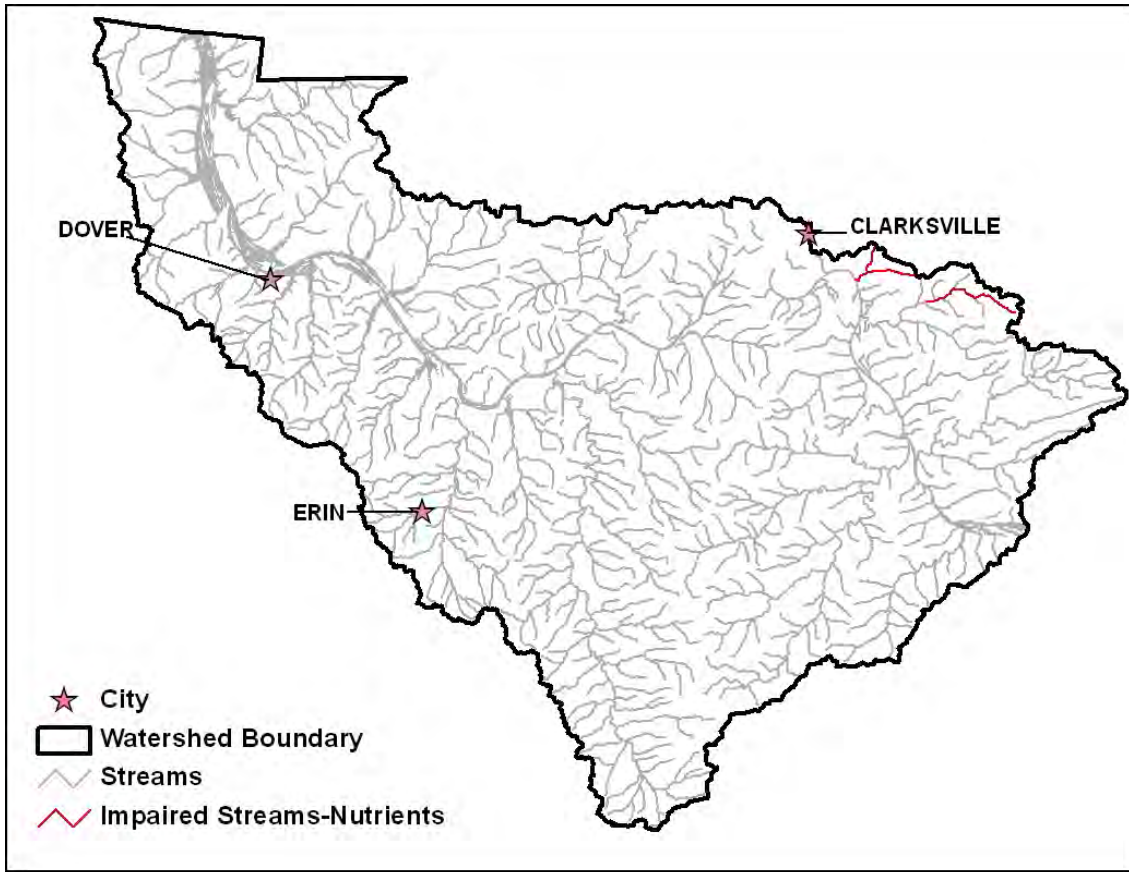 DOVER
CLARKSVILLE
ERIN
City
Watershed Boundary
Streams
Impaired Streams-Nutrients